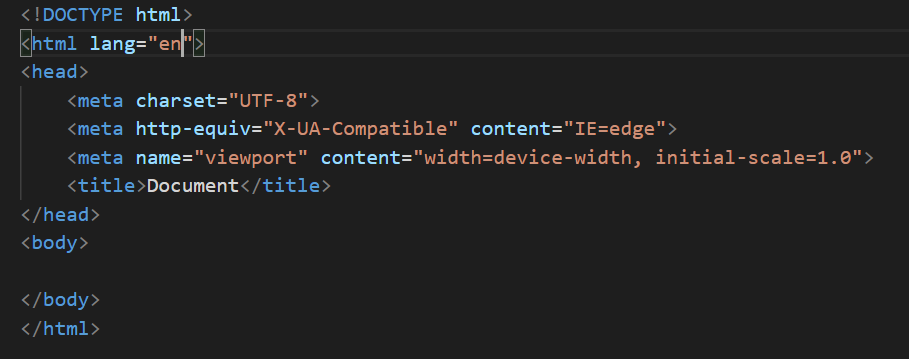 <!DOCTYPE html>
<html lang="en">
<head>
    <meta charset="UTF-8">
    <meta http-equiv="X-UA-Compatible" content="IE=edge">
    <meta name="viewport" content="width=device-width, initial-scale=1.0">
    <title>Document</title>
</head>
<body>

</body>
</html>